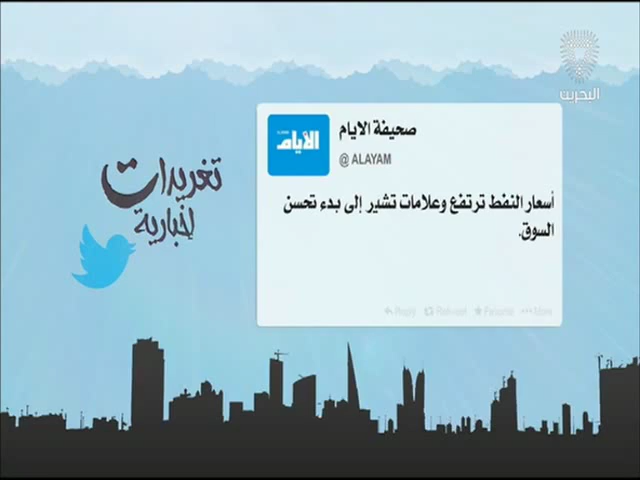 البحرين
صحيفة الايام
الأيام
@ ALAYAM
تغريدات
إخبارية
أسعار النفط ترتفع وعلامات تشير إلى بدء تحسن
السوق.
Reply Retweet Favorite More